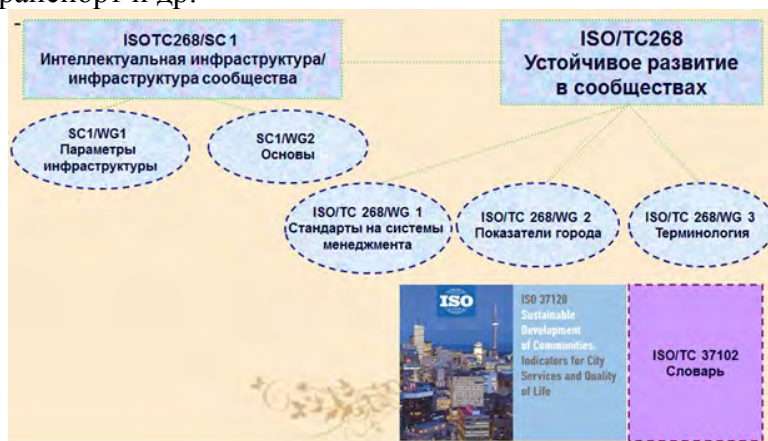 транспорт и др.
-
ISOTC268/SC 1
Интеллектуальная инфраструктура/
инфраструктура сообщества
ISO/TC268
Устойчивое развитие
в сообществах
SC1/WG1
Параметры
инфраструктуры
SC1/WG2
Основы
ISO/TC 268/WG 1
Стандарты на системы
менеджмента
ISO/TC 268/WG 2
Показатели города
ISO/TC 268/WG 3
Терминология
ISO
ISO 37120
Sustainable
Development
of Communities.
Indicators for City
Services and Quality
of Life
ISO/TC 37102
Словарь